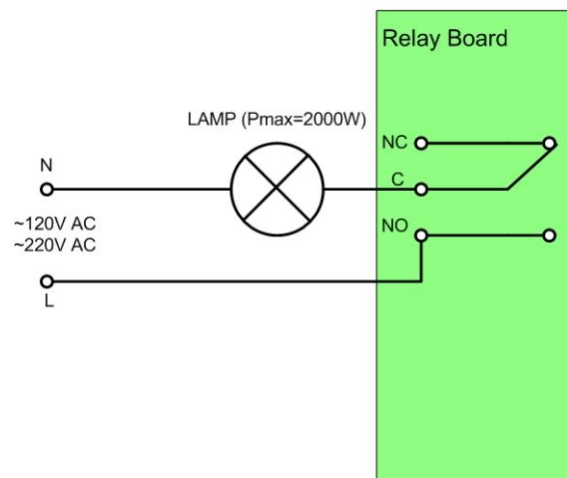 Relay Board
LAMP (Pmax=2000W)
NC
N
C
~120V AC
~220V AC
NO
L